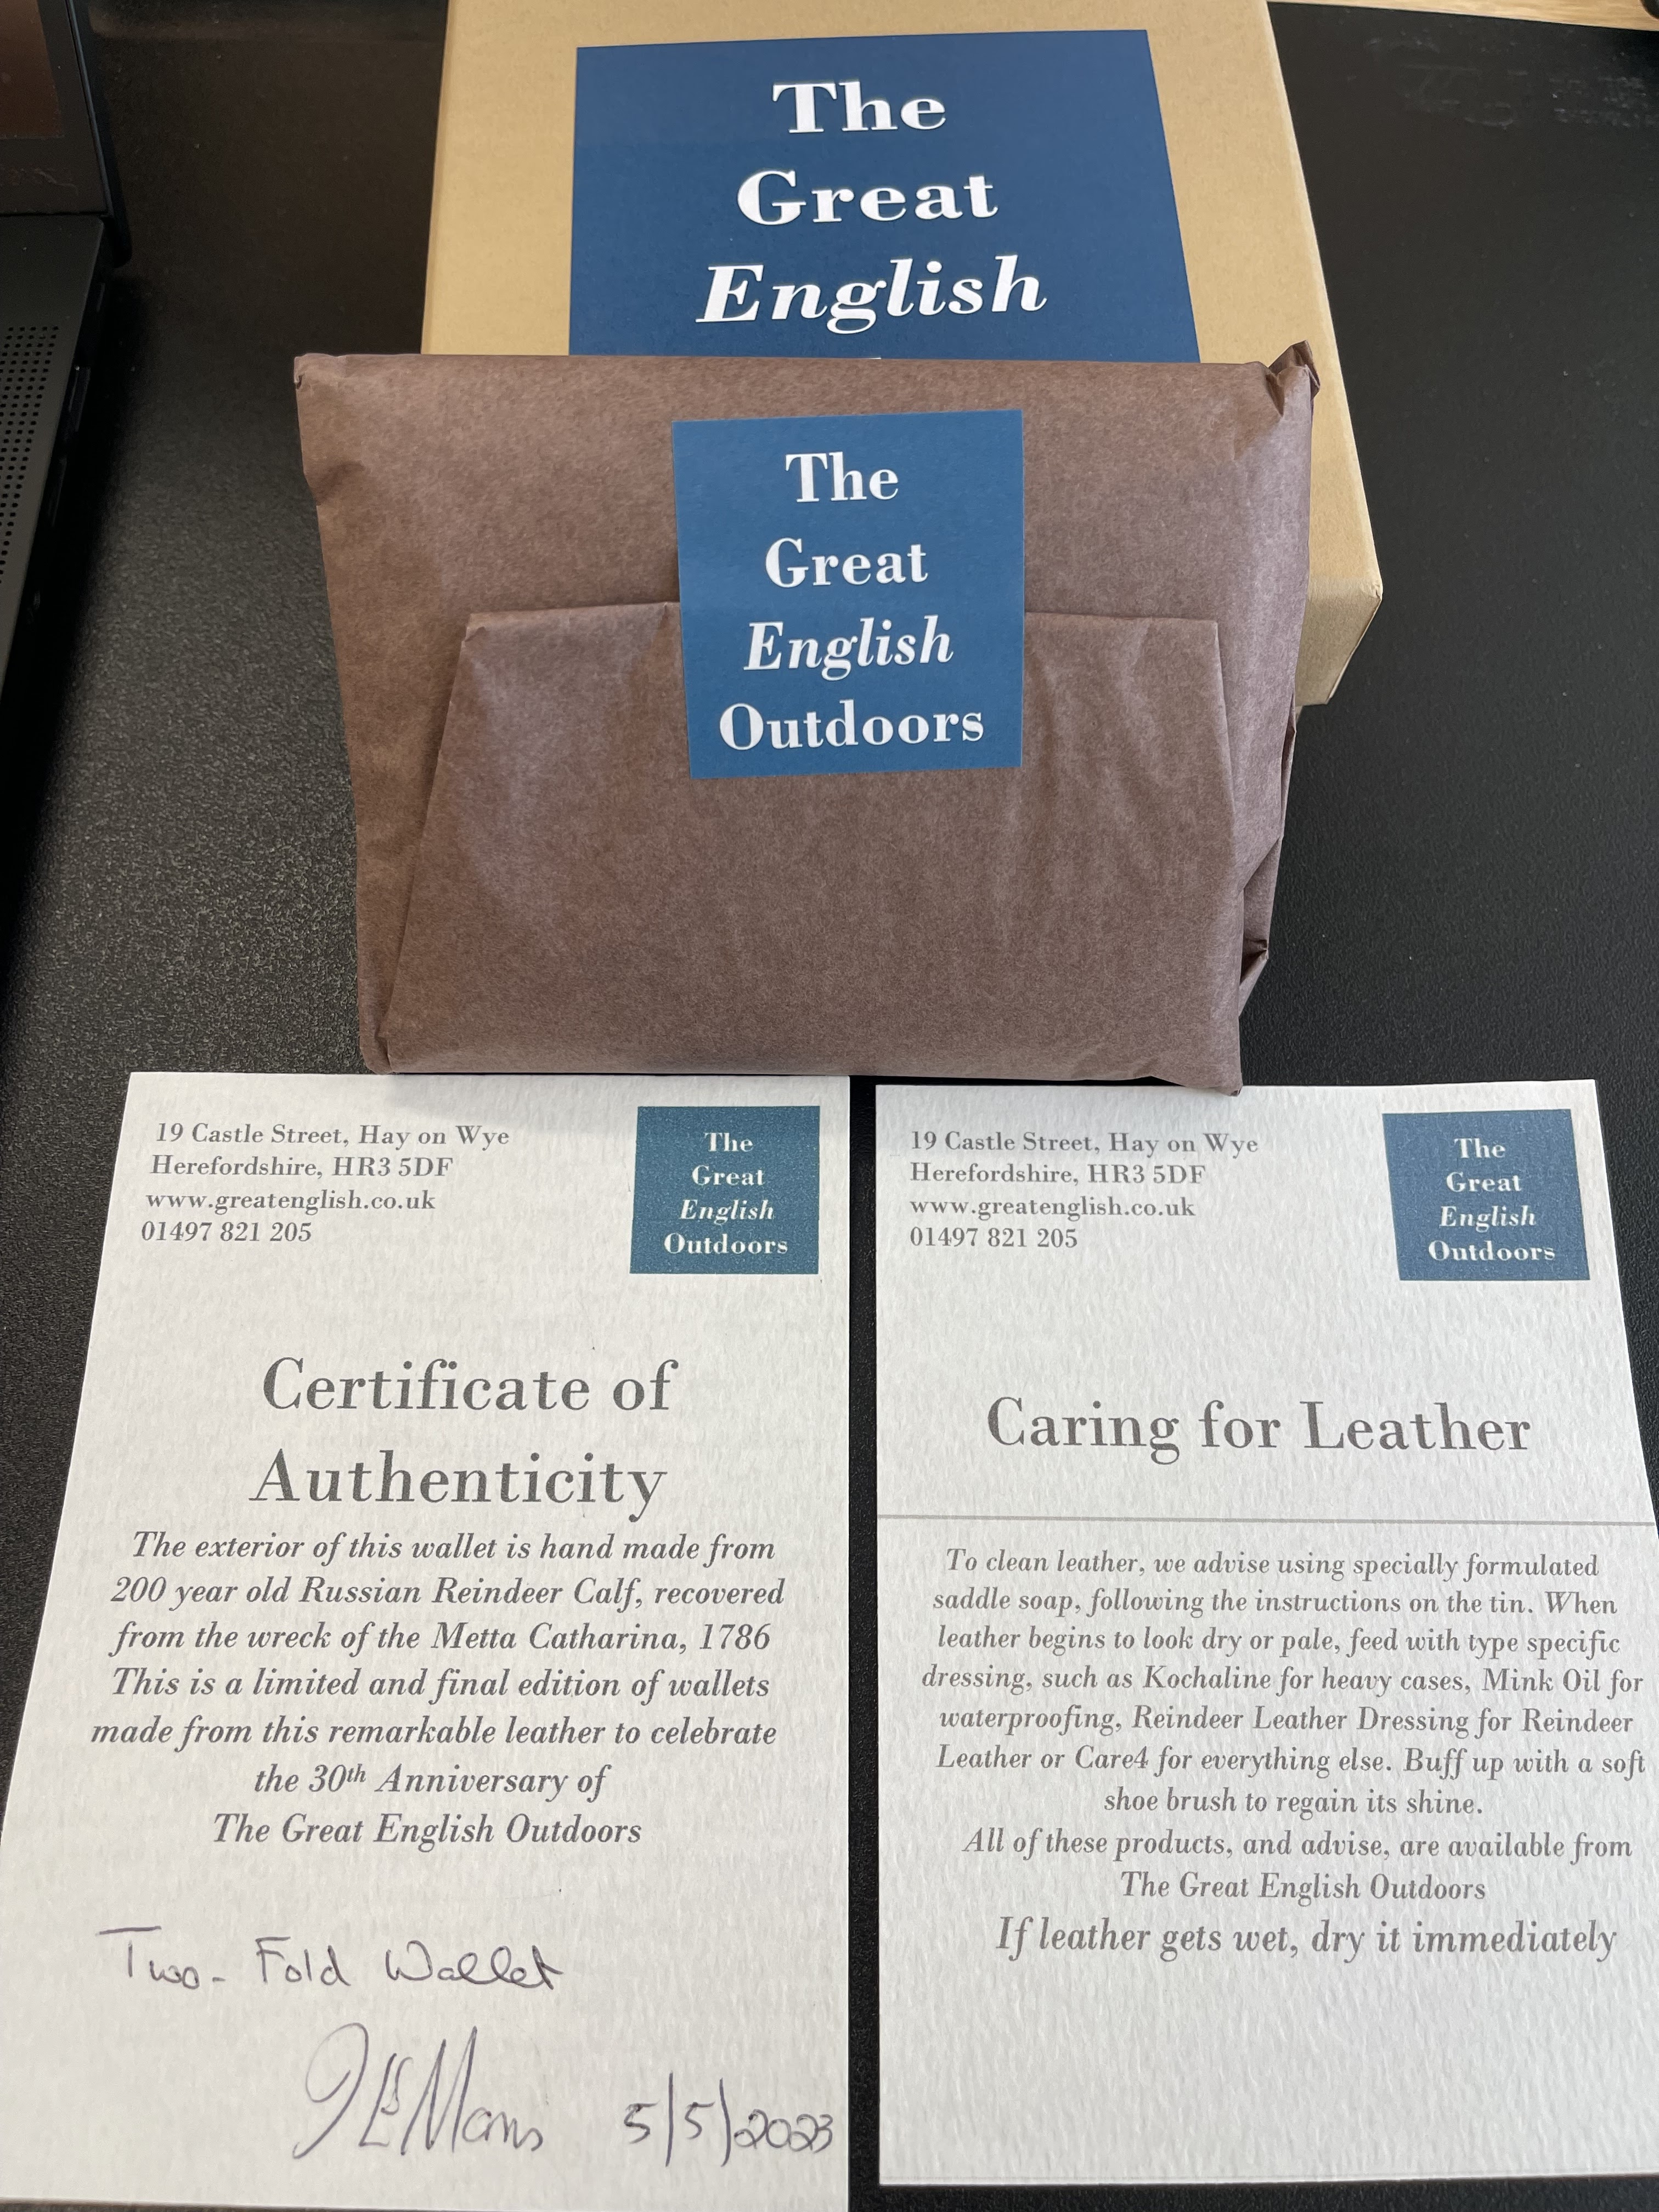 The
Great
English
The
Great
English
Outdoors
19 Castle Street, Hay on Wye
Herefordshire, HR3 5DF
www.greatenglish.co.uk
01497 821 205
The
Great
English
Outdoors
Certificate of
Authenticity
The exterior of this wallet is hand made from
200 year old Russian Reindeer Calf, recovered
from the wreck of the Metta Catharina, 1786
This is a limited and final edition of wallets
made from this remarkable leather to celebrate
the 30th Anniversary of
The Great English Outdoors
Two-Fold Wallet
5/5/2023
19 Castle Street, Hay on Wye
Herefordshire, HR3 5DF
www.greatenglish.co.uk
01497 821 205
The
Great
English
Outdoors
Caring for Leather
To clean leather, we advise using specially formulated
saddle soap, following the instructions on the tin. When
leather begins to look dry or pale, feed with type specific
dressing, such as Kochaline for heavy cases, Mink Oil for
waterproofing, Reindeer Leather Dressing for Reindeer
Leather or Care4 for everything else. Buff up with a soft
shoe brush to regain its shine.
All of these products, and advise, are available from
The Great English Outdoors
If leather gets wet, dry it immediately